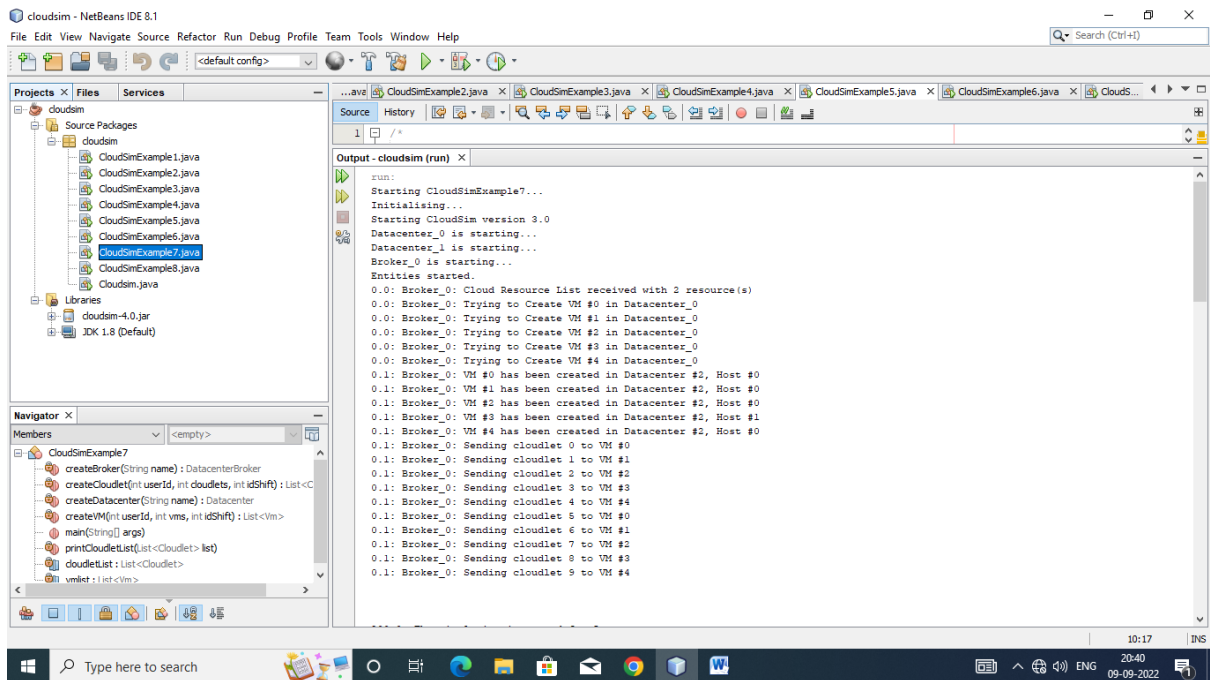 cloudsim - NetBeans IDE 8.1
File Edit View Navigate Source Refactor Run Debug Profile Team Tools Window Help
Search (Ctrl+I)
<default config>
Projects Files Services
...ava CloudSimExample2.java CloudSimExample3.java CloudSimExample4.java CloudSimExample5.java CloudSimExample6.java CloudS...
Source History
1 /*
cloudsim
Source Packages
cloudsim
CloudSimExample1.java
CloudSimExample2.java
CloudSimExample3.java
CloudSimExample4.java
CloudSimExample5.java
CloudSimExample6.java
CloudSimExample7.java
CloudSimExample8.java
Cloudsim.java
Libraries
cloudsim-4.0.jar
JDK 1.8 (Default)
Navigator
Members <empty>
CloudSimExample7
createBroker(String name) : DatacenterBroker
createCloudlet(int userId, int cloudlets, int idShift) : List<C
createDatacenter(String name) : Datacenter
createVM(int userId, int vms, int idShift) : List<Vm>
main(String[] args)
printCloudletList(List<Cloudlet> list)
cloudletList : List<Cloudlet>
vmlist : List<Vm>
Output - cloudsim (run)
run:
Starting CloudSimExample7...
Initialising...
Starting CloudSim version 3.0
Datacenter_0 is starting...
Datacenter_1 is starting...
Broker_0 is starting...
Entities started.
0.0: Broker_0: Cloud Resource List received with 2 resource(s)
0.0: Broker_0: Trying to Create VM #0 in Datacenter_0
0.0: Broker_0: Trying to Create VM #1 in Datacenter_0
0.0: Broker_0: Trying to Create VM #2 in Datacenter_0
0.0: Broker_0: Trying to Create VM #3 in Datacenter_0
0.0: Broker_0: Trying to Create VM #4 in Datacenter_0
0.1: Broker_0: VM #0 has been created in Datacenter #2, Host #0
0.1: Broker_0: VM #1 has been created in Datacenter #2, Host #0
0.1: Broker_0: VM #2 has been created in Datacenter #2, Host #0
0.1: Broker_0: VM #3 has been created in Datacenter #2, Host #1
0.1: Broker_0: VM #4 has been created in Datacenter #2, Host #0
0.1: Broker_0: Sending cloudlet 0 to VM #0
0.1: Broker_0: Sending cloudlet 1 to VM #1
0.1: Broker_0: Sending cloudlet 2 to VM #2
0.1: Broker_0: Sending cloudlet 3 to VM #3
0.1: Broker_0: Sending cloudlet 4 to VM #4
0.1: Broker_0: Sending cloudlet 5 to VM #0
0.1: Broker_0: Sending cloudlet 6 to VM #1
0.1: Broker_0: Sending cloudlet 7 to VM #2
0.1: Broker_0: Sending cloudlet 8 to VM #3
0.1: Broker_0: Sending cloudlet 9 to VM #4
10:17 INS
Type here to search
ENG
20:40
09-09-2022